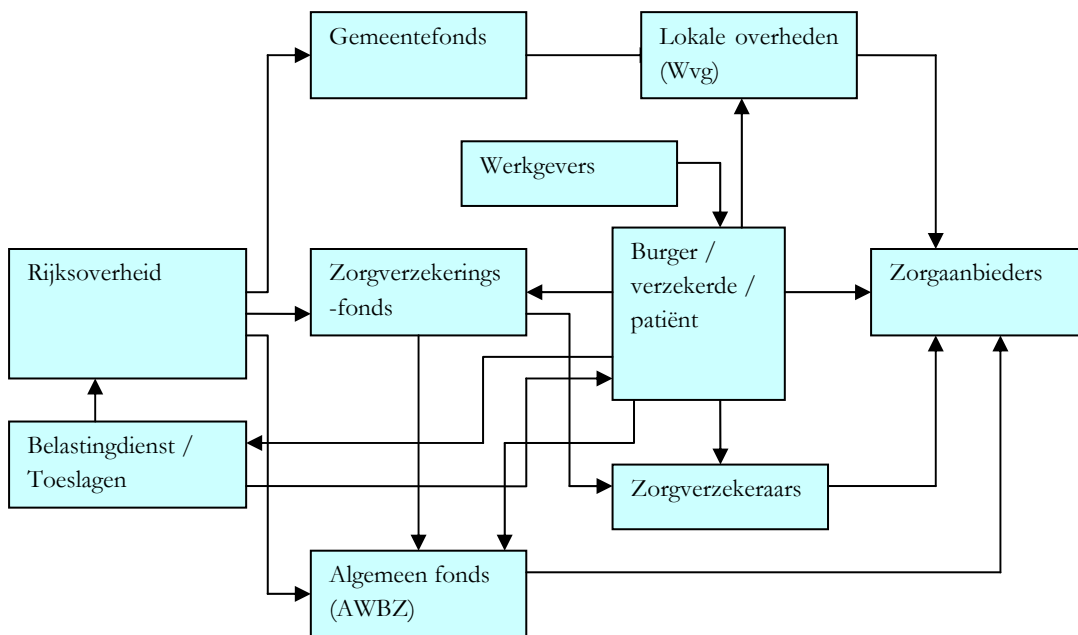 Gemeentefonds
Lokale overheden
(Wvg)
Werkgevers
Rijksoverheid
Zorgverzekerings
-fonds
Burger /
verzekerde /
patiënt
Zorgaanbieders
Belastingdienst /
Toeslagen
Zorgverzekeraars
Algemeen fonds
(AWBZ)